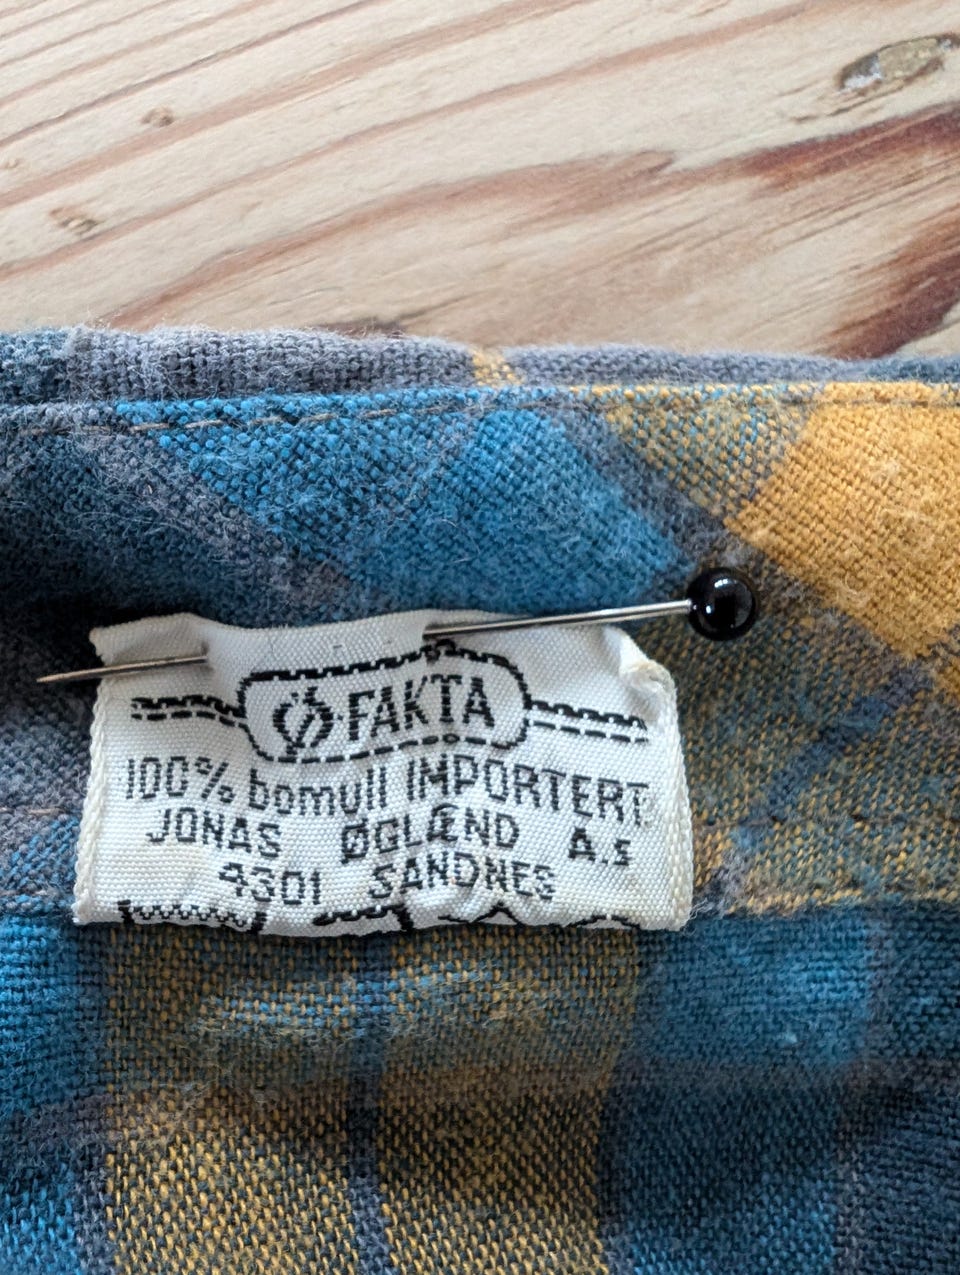 FAKTA
100% bomull IMPORTERT
JONAS ØGLÆND A.S
4301 SANDNES